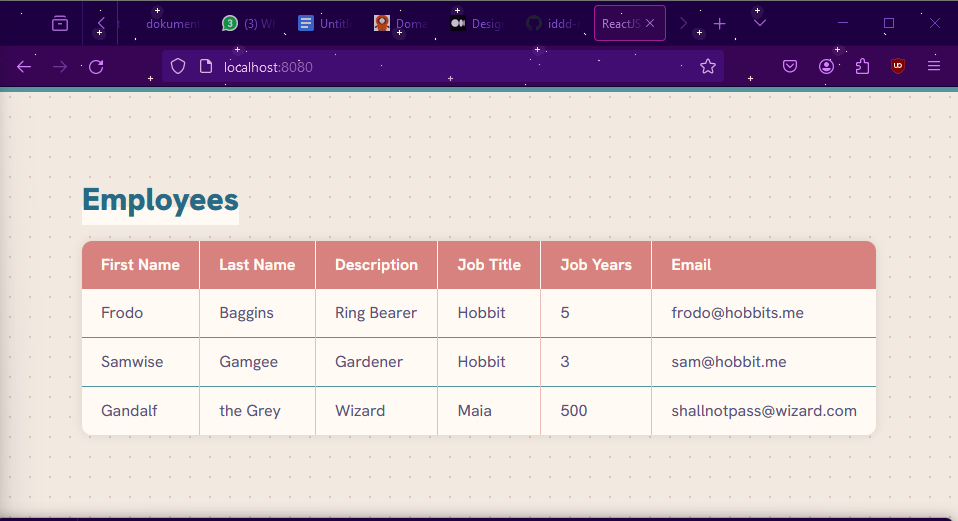 dokument
3 (3) W
Untitl
Doma
Design
iddd-
ReactJS
localhost:8080
Employees
First Name Last Name Description Job Title Job Years Email
Frodo Baggins Ring Bearer Hobbit 5 frodo@hobbits.me
Samwise Gamgee Gardener Hobbit 3 sam@hobbit.me
Gandalf the Grey Wizard Maia 500 shallnotpass@wizard.com